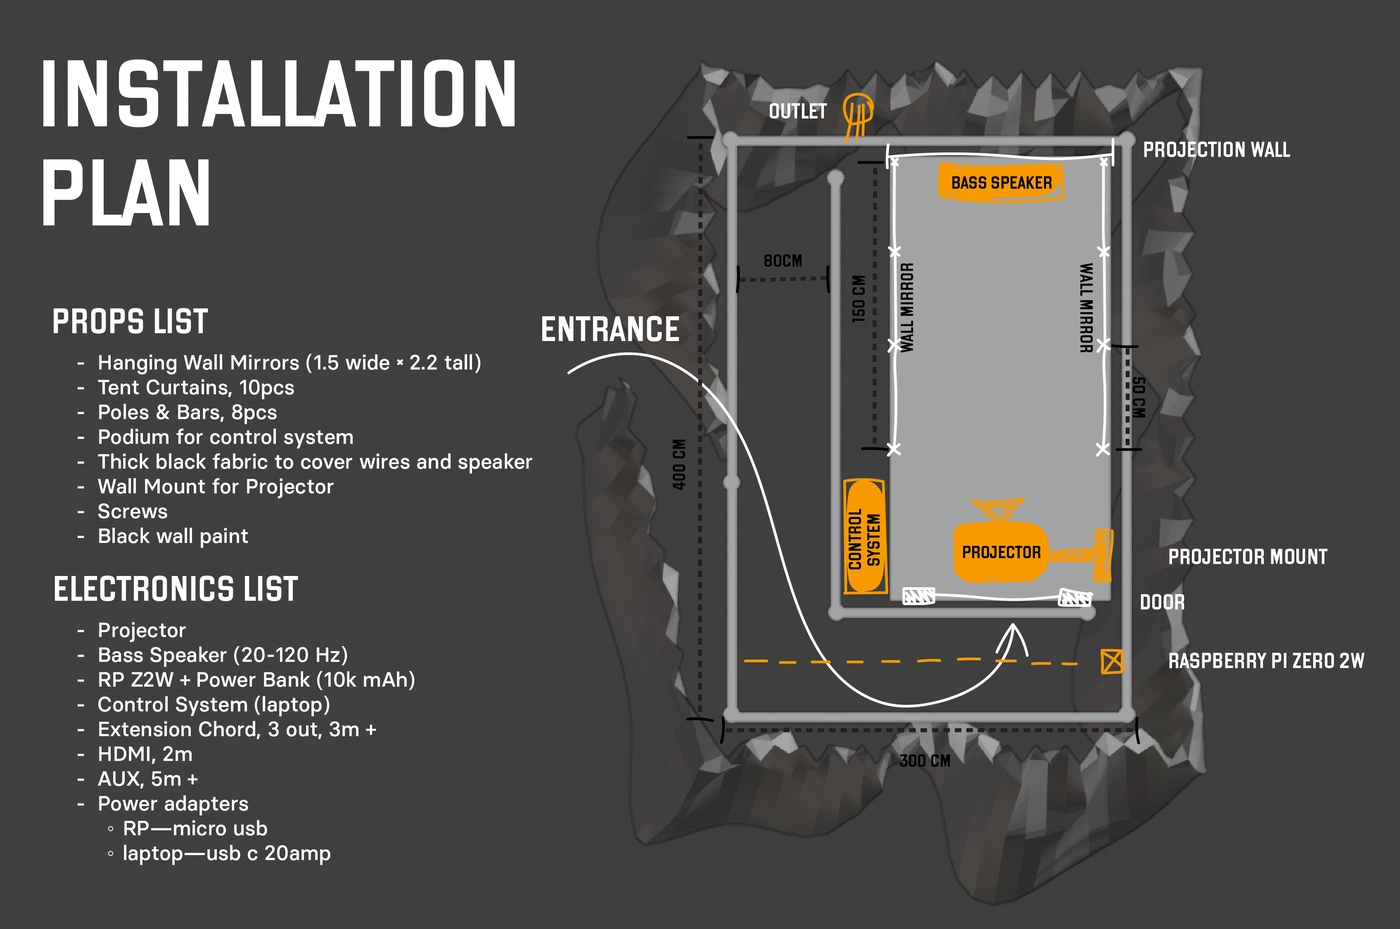 INSTALLATION
PLAN
PROPS LIST
- Hanging Wall Mirrors (1.5 wide × 2.2 tall)
- Tent Curtains, 10pcs
- Poles & Bars, 8pcs
- Podium for control system
- Thick black fabric to cover wires and speaker
- Wall Mount for Projector
- Screws
- Black wall paint
ELECTRONICS LIST
- Projector
- Bass Speaker (20-120 Hz)
- RP Z2W + Power Bank (10k mAh)
- Control System (laptop)
- Extension Chord, 3 out, 3m +
- HDMI, 2m
- AUX, 5m +
- Power adapters
◦ RP—micro usb
◦ laptop—usb c 20amp
OUTLET
PROJECTION WALL
BASS SPEAKER
80CM
150 CM
WALL MIRROR
WALL MIRROR
ENTRANCE
50 CM
400 CM
CONTROL
SYSTEM
PROJECTOR
PROJECTOR MOUNT
DOOR
RASPBERRY PI ZERO 2W
300 CM